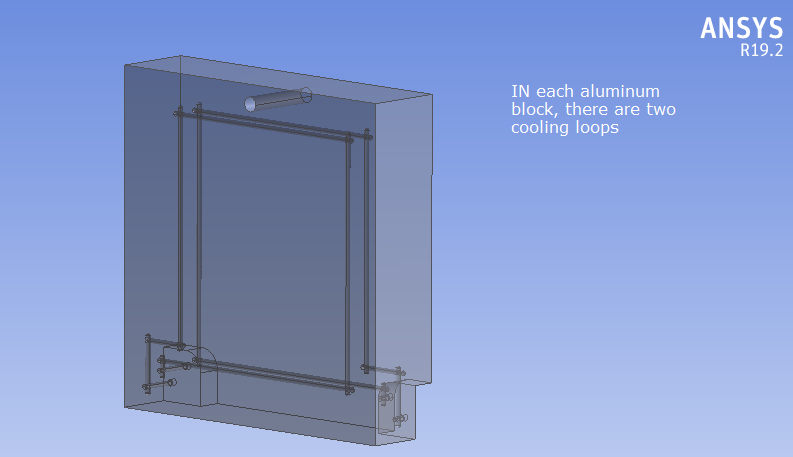 ANSYS
R19.2
IN each aluminum
block, there are two
cooling loops